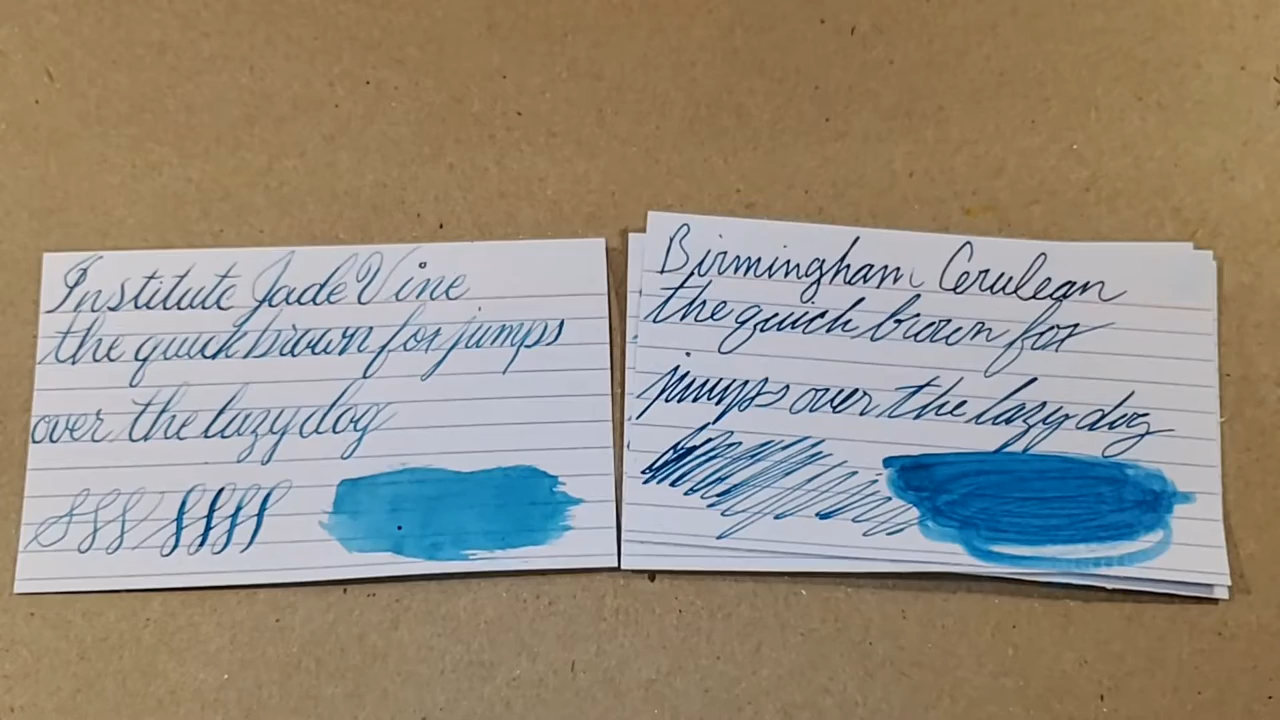 Institute Jade Vine
the quick brown fox jumps
over the lazy dog
Birmingham Cerulean
the quick brown fox
jumps over the lazy dog